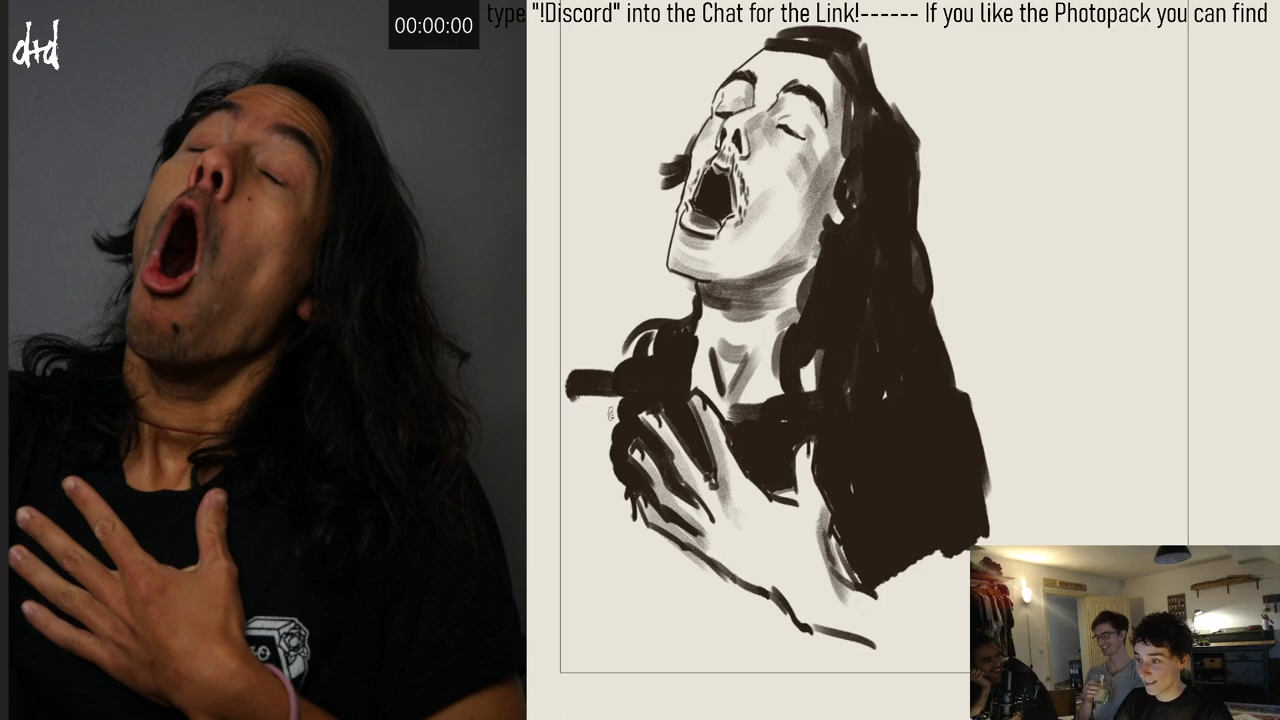 d+d
00:00:00
type "!Discord" into the Chat for the Link!------ If you like the Photopack you can find